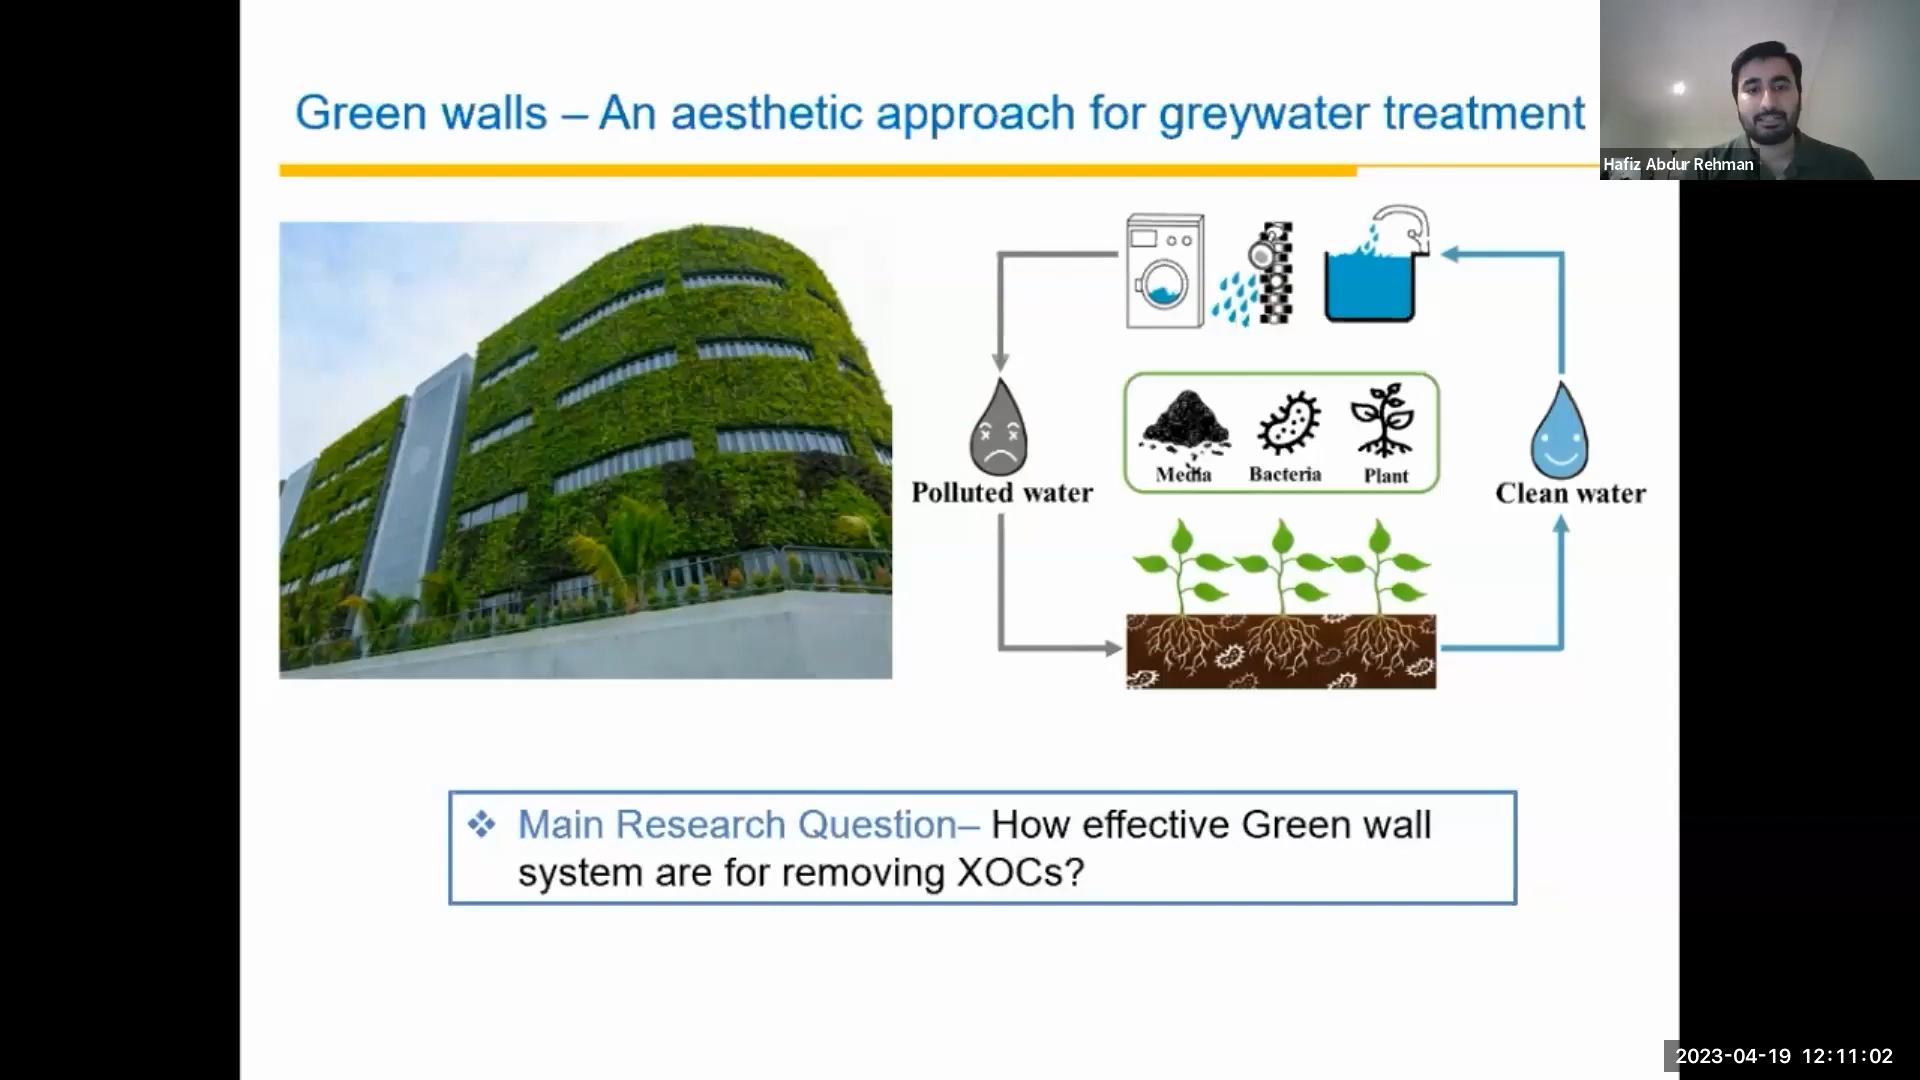 Green walls – An aesthetic approach for greywater treatment
Hafiz Abdur Rehman
Media
Bacteria
Plant
Polluted water
Clean water
❖ Main Research Question– How effective Green wall
system are for removing XOCs?
2023-04-19 12:11:02